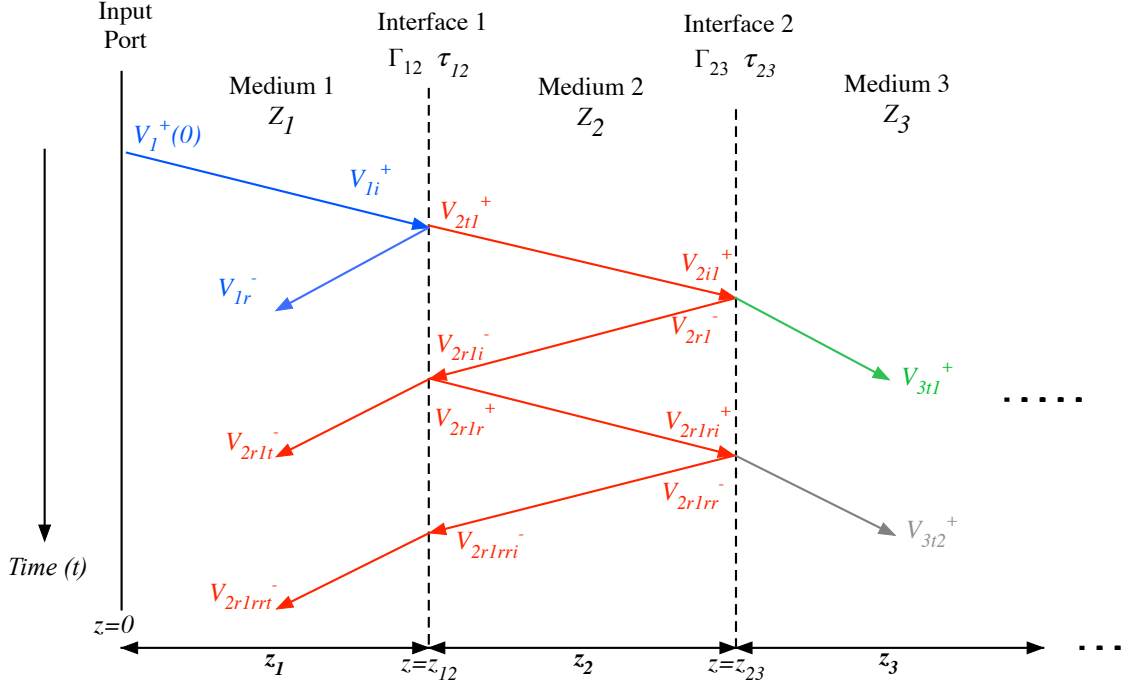 Input
Port
Interface 1
Γ12 τ12
Interface 2
Γ23 τ23
Medium 1
Z1
Medium 2
Z2
Medium 3
Z3
V1+(0)
V1i+
V2t1+
V2i1+
V1r-
V2r1-
V2r1i-
V3t1+
.....
V2r1r+
V2r1ri+
V2r1t-
V2r1rr-
V3t2+
V2r1rri-
Time (t)
V2r1rrt-
z=0
z1
z=z12
z2
z=z23
z3
....